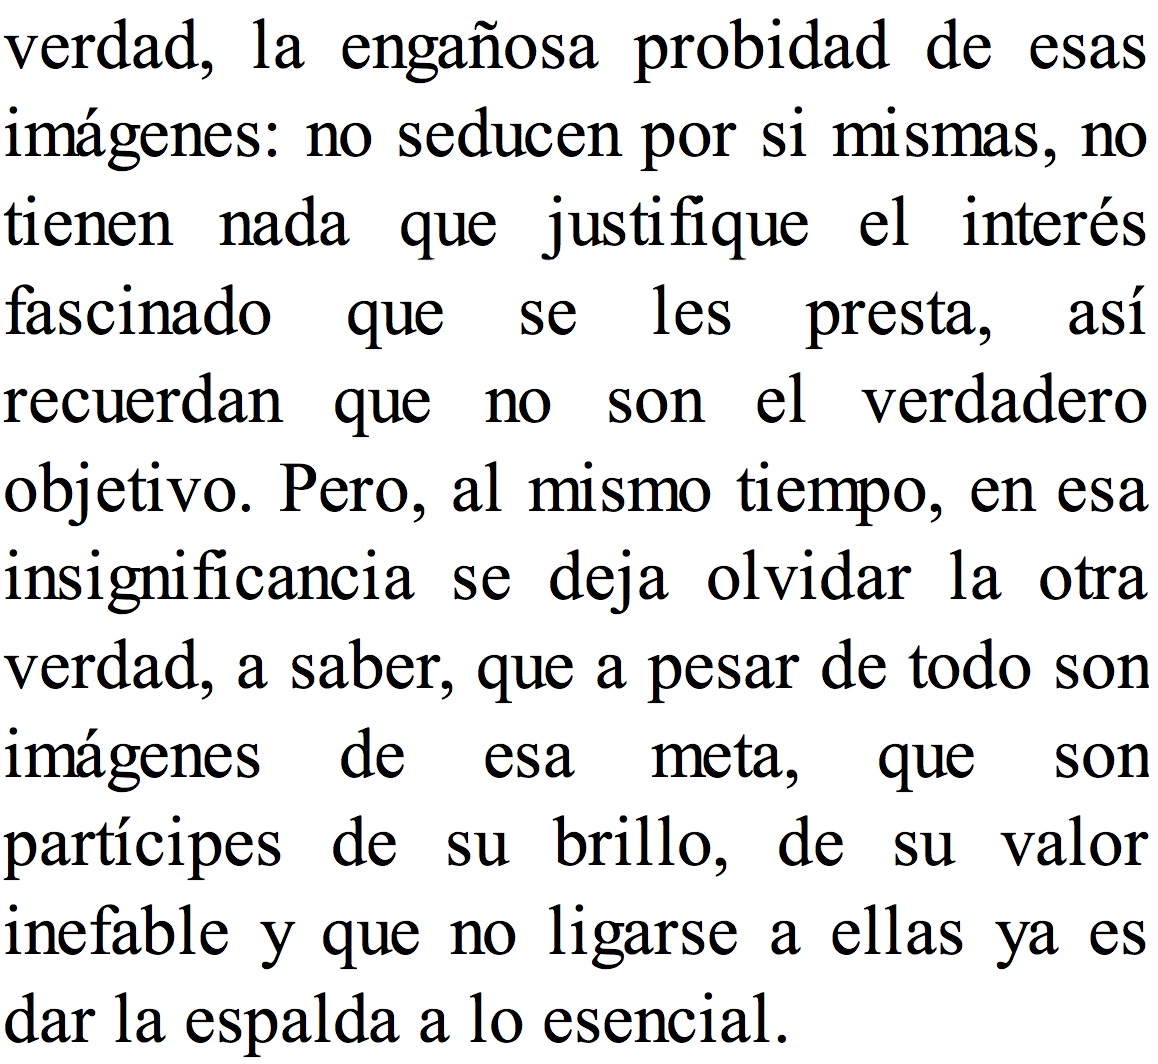 verdad, la engañosa probidad de esas
imágenes: no seducen por si mismas, no
tienen nada que justifique el interés
fascinado que se les presta, así
recuerdan que no son el verdadero
objetivo. Pero, al mismo tiempo, en esa
insignificancia se deja olvidar la otra
verdad, a saber, que a pesar de todo son
imágenes de esa meta, que son
partícipes de su brillo, de su valor
inefable y que no ligarse a ellas ya es
dar la espalda a lo esencial.